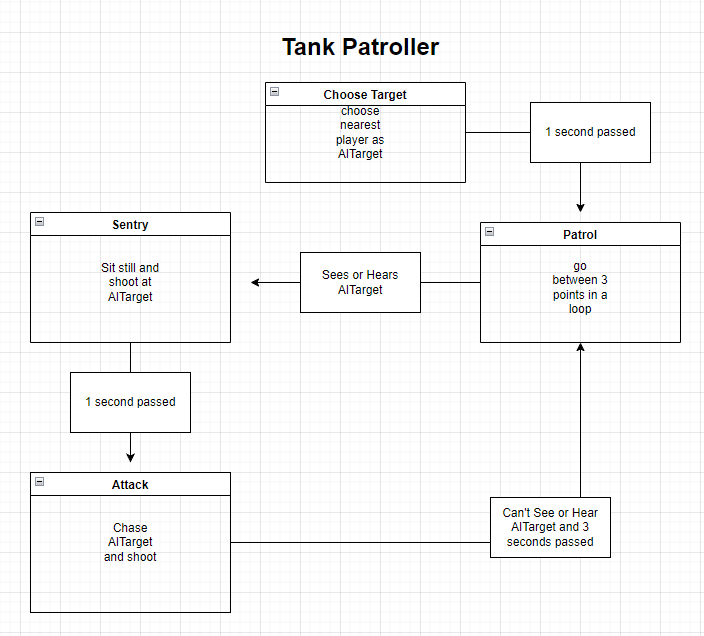 Tank Patroller
Choose Target
choose
nearest
player as
AITarget
1 second passed
Sentry
Sit still and
shoot at
AITarget
Sees or Hears
AITarget
Patrol
go
between 3
points in a
loop
1 second passed
Attack
Chase
AITarget
and shoot
Can't See or Hear
AITarget and 3
seconds passed